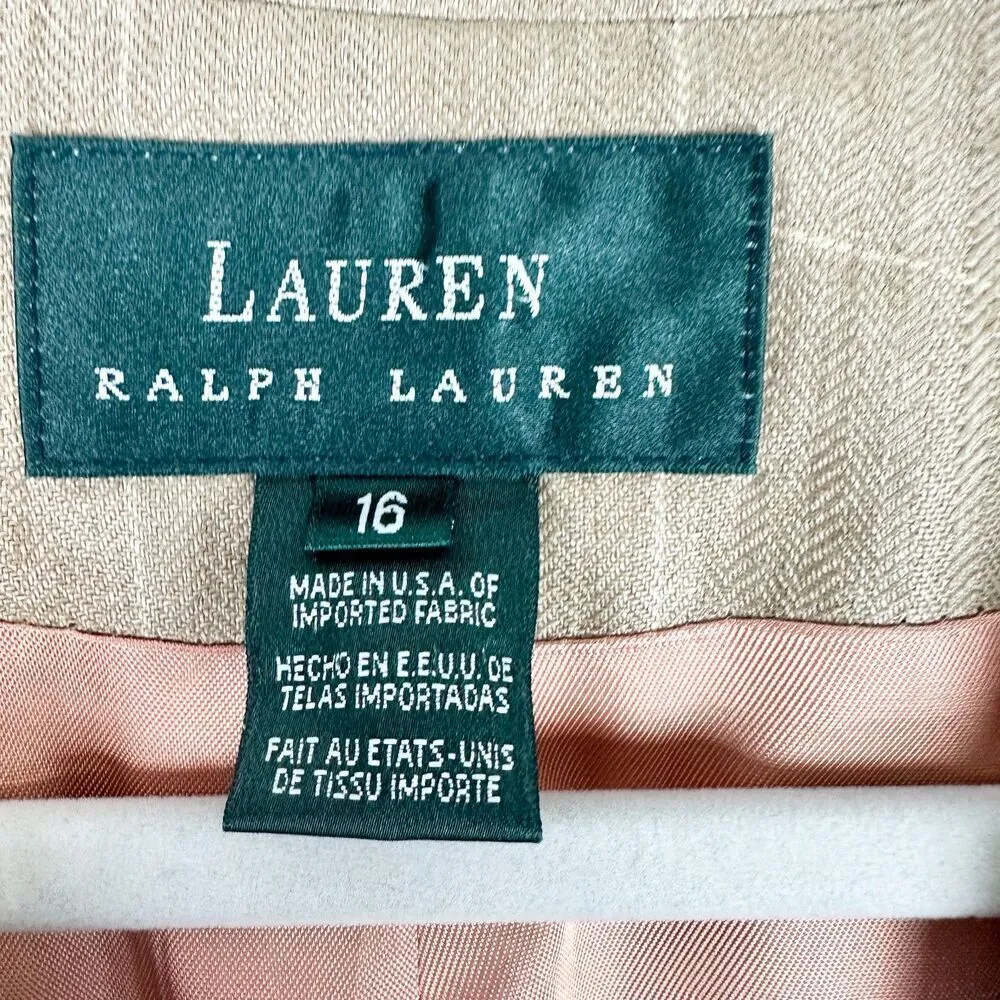 LAUREN
RALPH LAUREN
16
MADE IN U.S.A. OF
IMPORTED FABRIC
HECHO EN E.E.U.U. DE
TELAS IMPORTADAS
FAIT AU ETATS-UNIS
DE TISSU IMPORTE